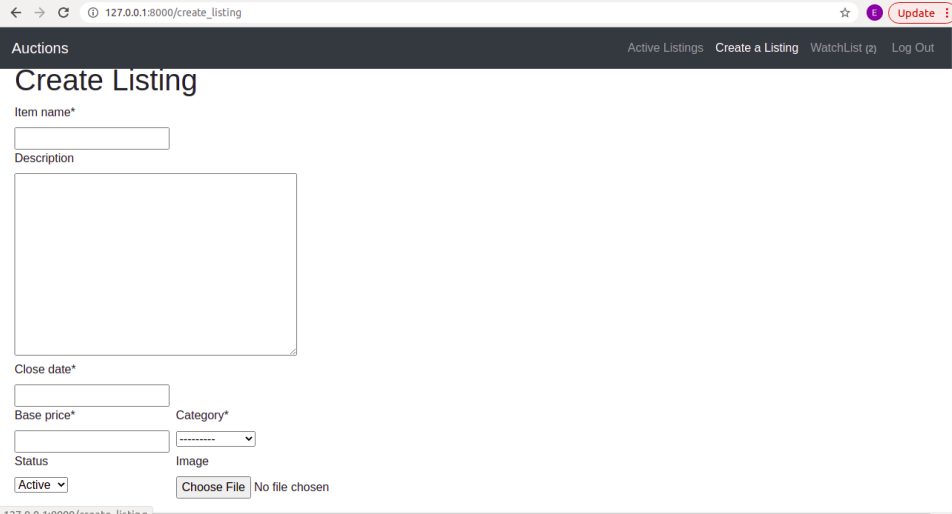 127.0.0.1:8000/create_listing
E
Update
Auctions
Active Listings Create a Listing WatchList (2) Log Out
Create Listing
Item name*
Description
Close date*
Base price* Category*
---------
Status Image
Active Choose File No file chosen
127.0.0.1:8000/create_listing